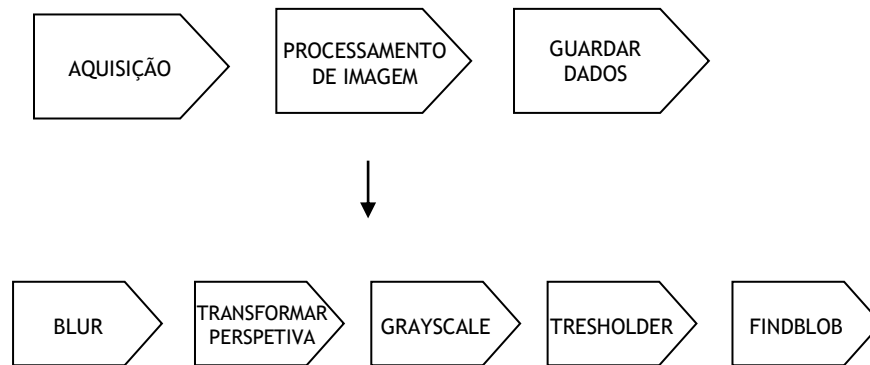 AQUISIÇÃO
PROCESSAMENTO
DE IMAGEM
GUARDAR
DADOS
BLUR
TRANSFORMAR
PERSPETIVA
GRAYSCALE
TRESHOLDER
FINDBLOB